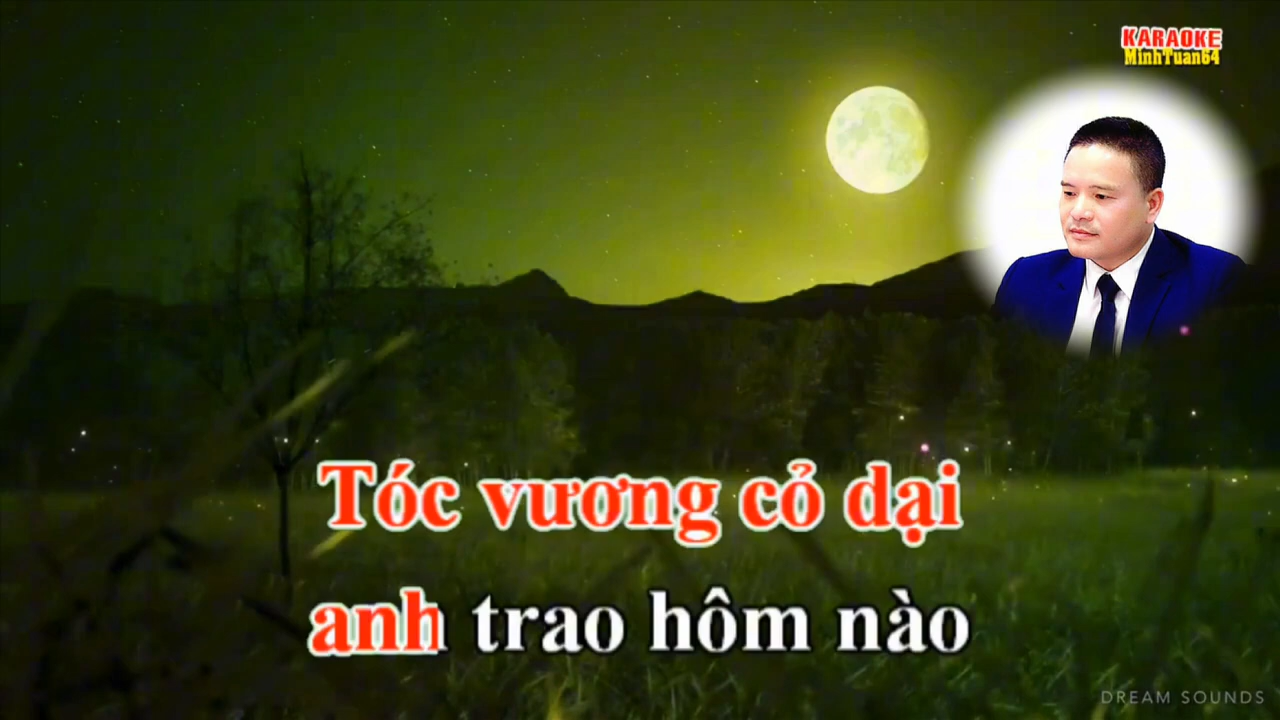 KARAOKE
MinhTuan64
Tóc vương cỏ dại
anh trao hôm nào
DREAM SOUNDS